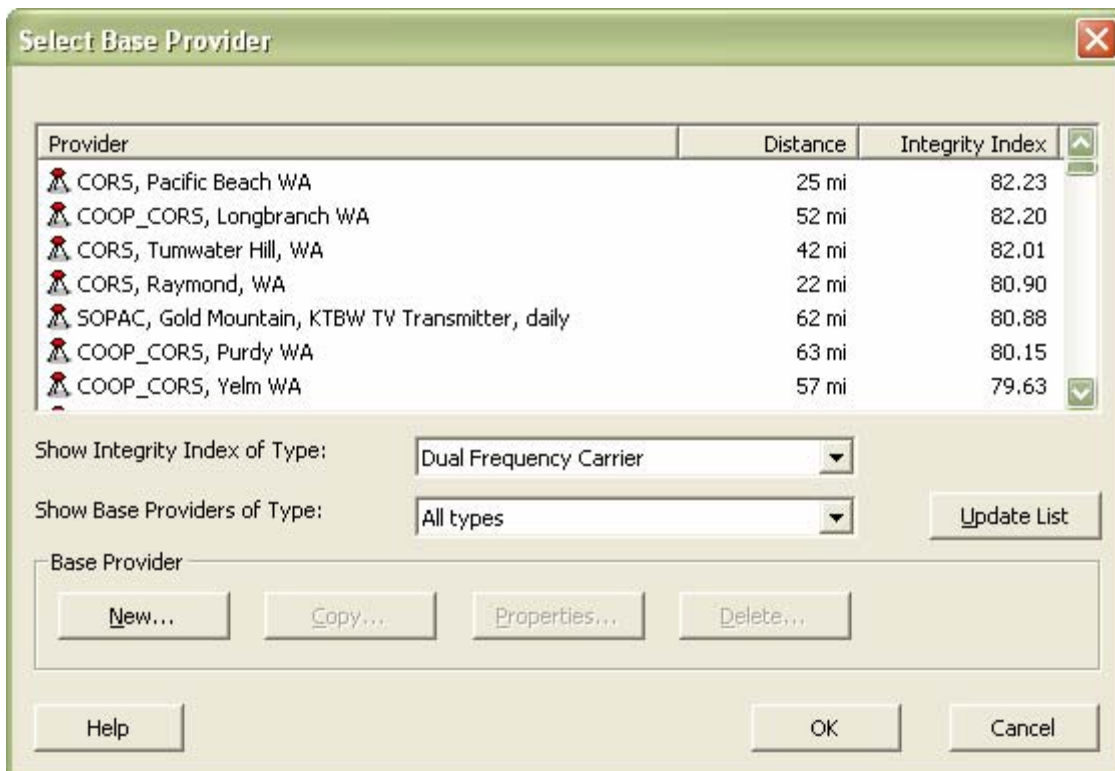 Select Base Provider
Provider Distance Integrity Index
CORS, Pacific Beach WA 25 mi 82.23
COOP_CORS, Longbranch WA 52 mi 82.20
CORS, Tumwater Hill, WA 42 mi 82.01
CORS, Raymond, WA 22 mi 80.90
SOPAC, Gold Mountain, KTBW TV Transmitter, daily 62 mi 80.88
COOP_CORS, Purdy WA 63 mi 80.15
COOP_CORS, Yelm WA 57 mi 79.63
Show Integrity Index of Type: Dual Frequency Carrier
Show Base Providers of Type: All types Update List
Base Provider
New... Copy... Properties... Delete...
Help OK Cancel